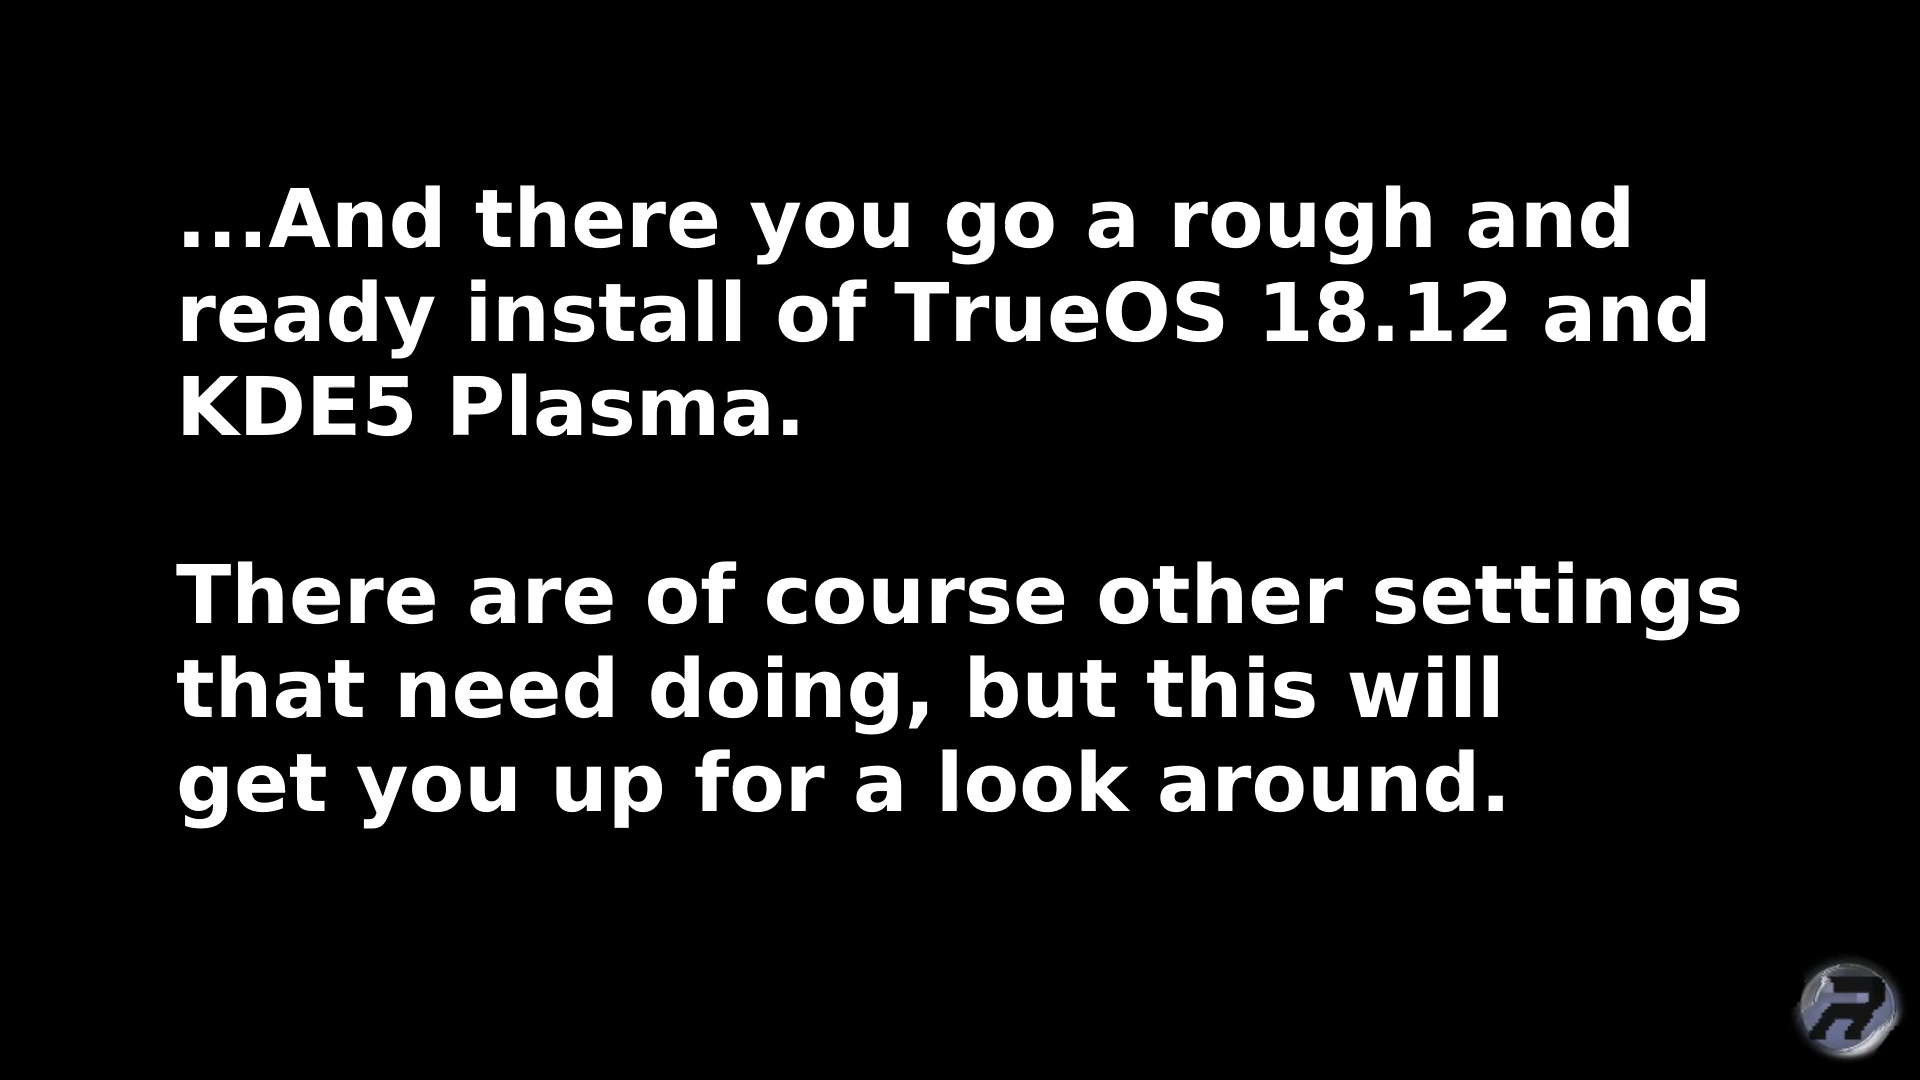 ...And there you go a rough and
ready install of TrueOS 18.12 and
KDE5 Plasma.
There are of course other settings
that need doing, but this will
get you up for a look around.